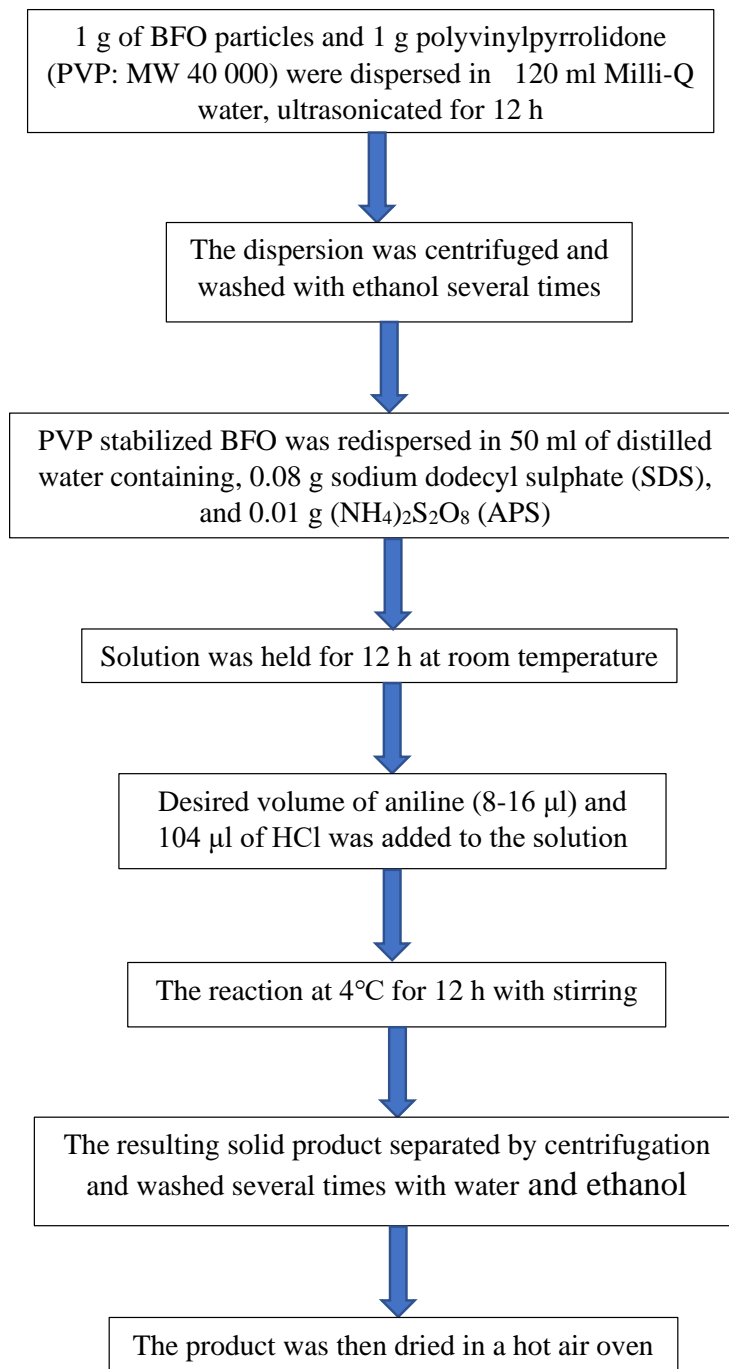 1 g of BFO particles and 1 g polyvinylpyrrolidone
(PVP: MW 40 000) were dispersed in   120 ml Milli-Q
water, ultrasonicated for 12 h
The dispersion was centrifuged and
washed with ethanol several times
PVP stabilized BFO was redispersed in 50 ml of distilled
water containing, 0.08 g sodium dodecyl sulphate (SDS),
and 0.01 g (NH₄)₂S₂O₈ (APS)
Solution was held for 12 h at room temperature
Desired volume of aniline (8-16 μl) and
104 μl of HCl was added to the solution
The reaction at 4°C for 12 h with stirring
The resulting solid product separated by centrifugation
and washed several times with water and ethanol
The product was then dried in a hot air oven